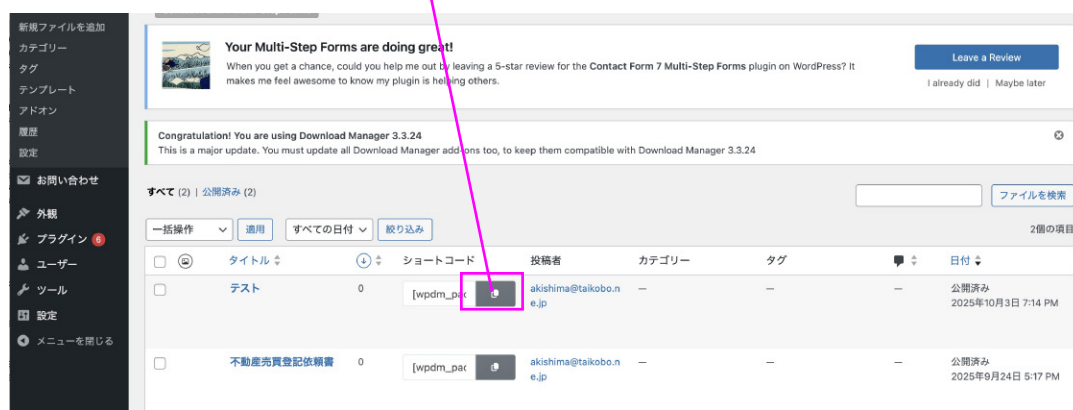 新規ファイルを追加
カテゴリー
タグ
テンプレート
アドオン
履歴
設定
お問い合わせ
外観
プラグイン 6
ユーザー
ツール
設定
メニューを閉じる
Your Multi-Step Forms are doing great!
When you get a chance, could you help me out by leaving a 5-star review for the Contact Form 7 Multi-Step Forms plugin on WordPress? It
makes me feel awesome to know my plugin is helping others.
Leave a Review
I already did | Maybe later
Congratulation! You are using Download Manager 3.3.24
This is a major update. You must update all Download Manager add-ons too, to keep them compatible with Download Manager 3.3.24
すべて (2) | 公開済み (2)
ファイルを検索
一括操作 適用 すべての日付 絞り込み
2個の項目
タイトル ショートコード 投稿者 カテゴリー タグ 日付
テスト 0 [wpdm_pac akishima@taikobo.n — — — 公開済み
e.jp 2025年10月3日 7:14 PM
不動産売買登記依頼書 0 [wpdm_pac akishima@taikobo.n — — — 公開済み
e.jp 2025年9月24日 5:17 PM